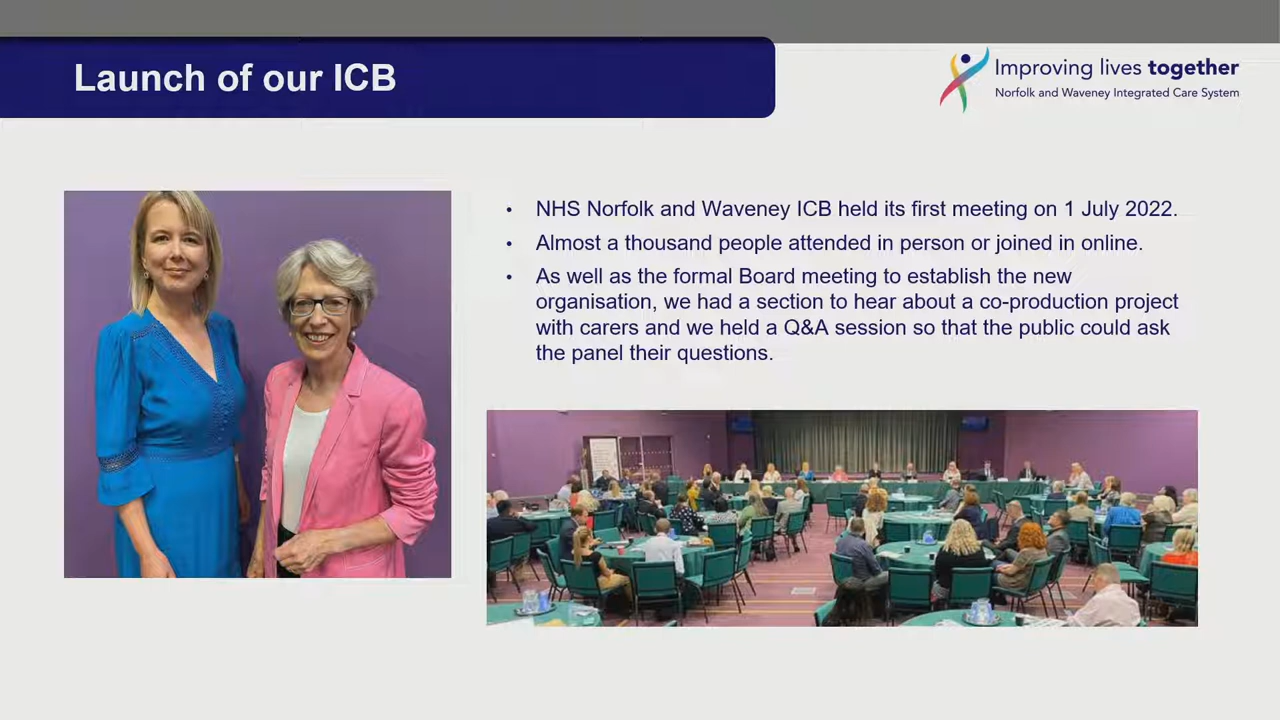 Launch of our ICB
Improving lives together
Norfolk and Waveney Integrated Care System
• NHS Norfolk and Waveney ICB held its first meeting on 1 July 2022.
• Almost a thousand people attended in person or joined in online.
• As well as the formal Board meeting to establish the new
organisation, we had a section to hear about a co-production project
with carers and we held a Q&A session so that the public could ask
the panel their questions.